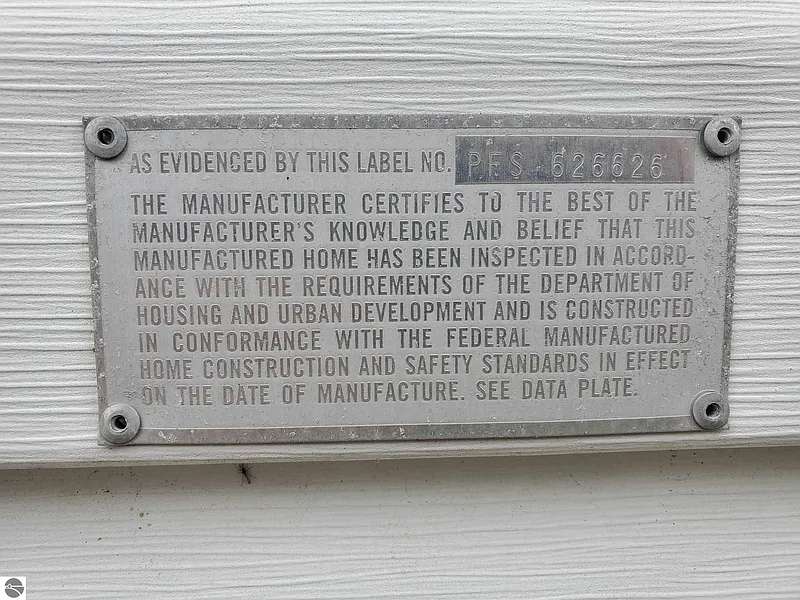 AS EVIDENCED BY THIS LABEL NO. PFS 626626
THE MANUFACTURER CERTIFIES TO THE BEST OF THE
MANUFACTURER'S KNOWLEDGE AND BELIEF THAT THIS
MANUFACTURED HOME HAS BEEN INSPECTED IN ACCORD-
ANCE WITH THE REQUIREMENTS OF THE DEPARTMENT OF
HOUSING AND URBAN DEVELOPMENT AND IS CONSTRUCTED
IN CONFORMANCE WITH THE FEDERAL MANUFACTURED
HOME CONSTRUCTION AND SAFETY STANDARDS IN EFFECT
ON THE DATE OF MANUFACTURE. SEE DATA PLATE.